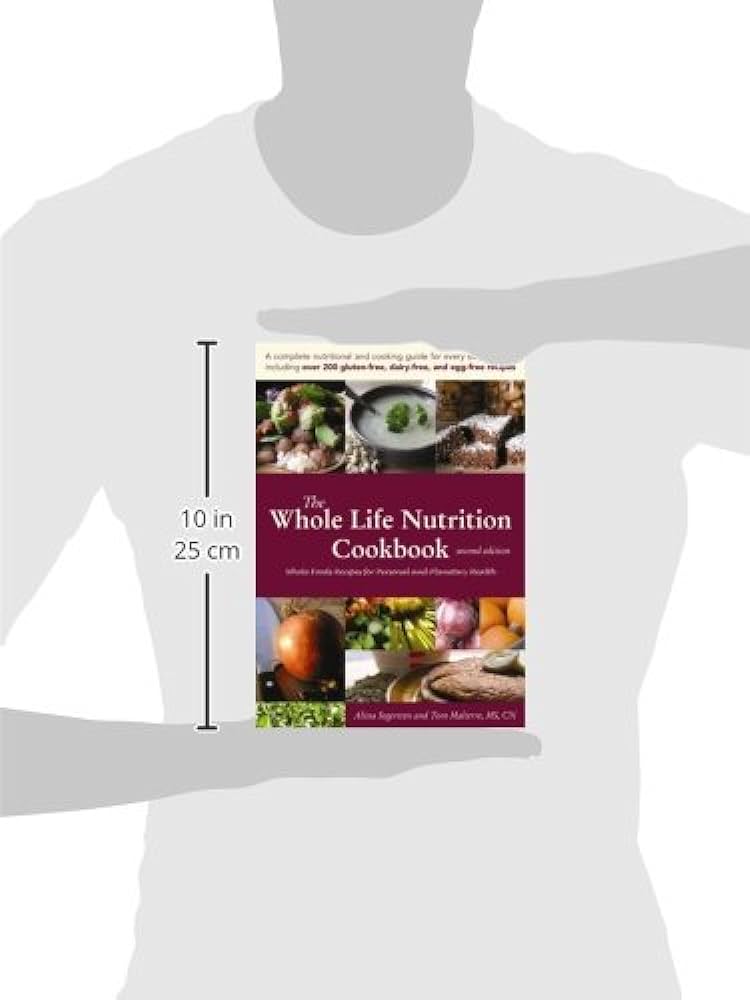 A complete nutritional and cooking guide for every
including over 200 gluten-free, dairy-free, and egg-free recipes
The
Whole Life Nutrition
Cookbook second edition
Whole Foods Recipes for Personal and Planetary Health
10 in
25 cm
Alissa Segersten and Tom Malterre, MS, CN